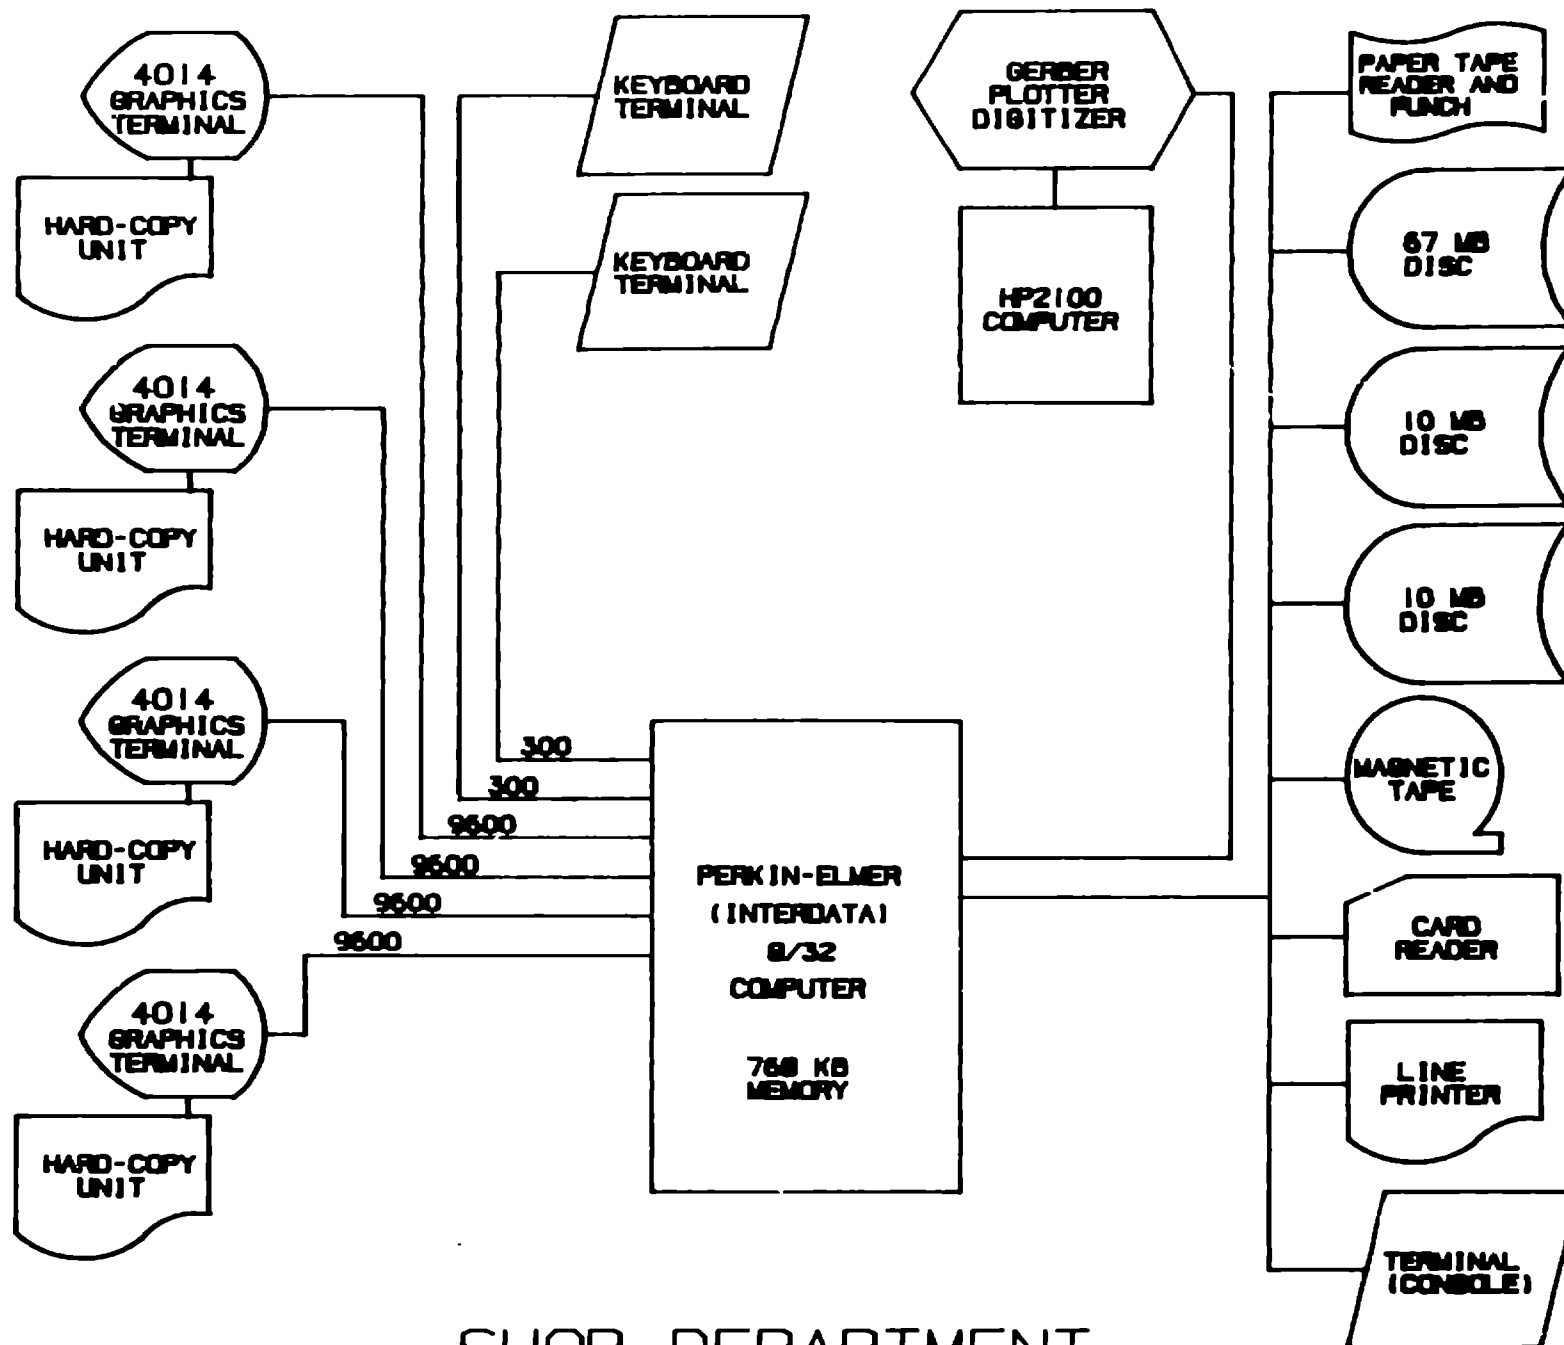 4014
GRAPHICS
TERMINAL
HARD-COPY
UNIT
4014
GRAPHICS
TERMINAL
HARD-COPY
UNIT
4014
GRAPHICS
TERMINAL
HARD-COPY
UNIT
4014
GRAPHICS
TERMINAL
HARD-COPY
UNIT
KEYBOARD
TERMINAL
KEYBOARD
TERMINAL
300
300
9600
9600
9600
9600
GERBER
PLOTTER
DIGITIZER
HP2100
COMPUTER
PERKIN-ELMER
(INTERDATA)
8/32
COMPUTER
768 KB
MEMORY
PAPER TAPE
READER AND
PUNCH
67 MB
DISC
10 MB
DISC
10 MB
DISC
MAGNETIC
TAPE
CARD
READER
LINE
PRINTER
TERMINAL
(CONSOLE)
SHOP DEPARTMENT